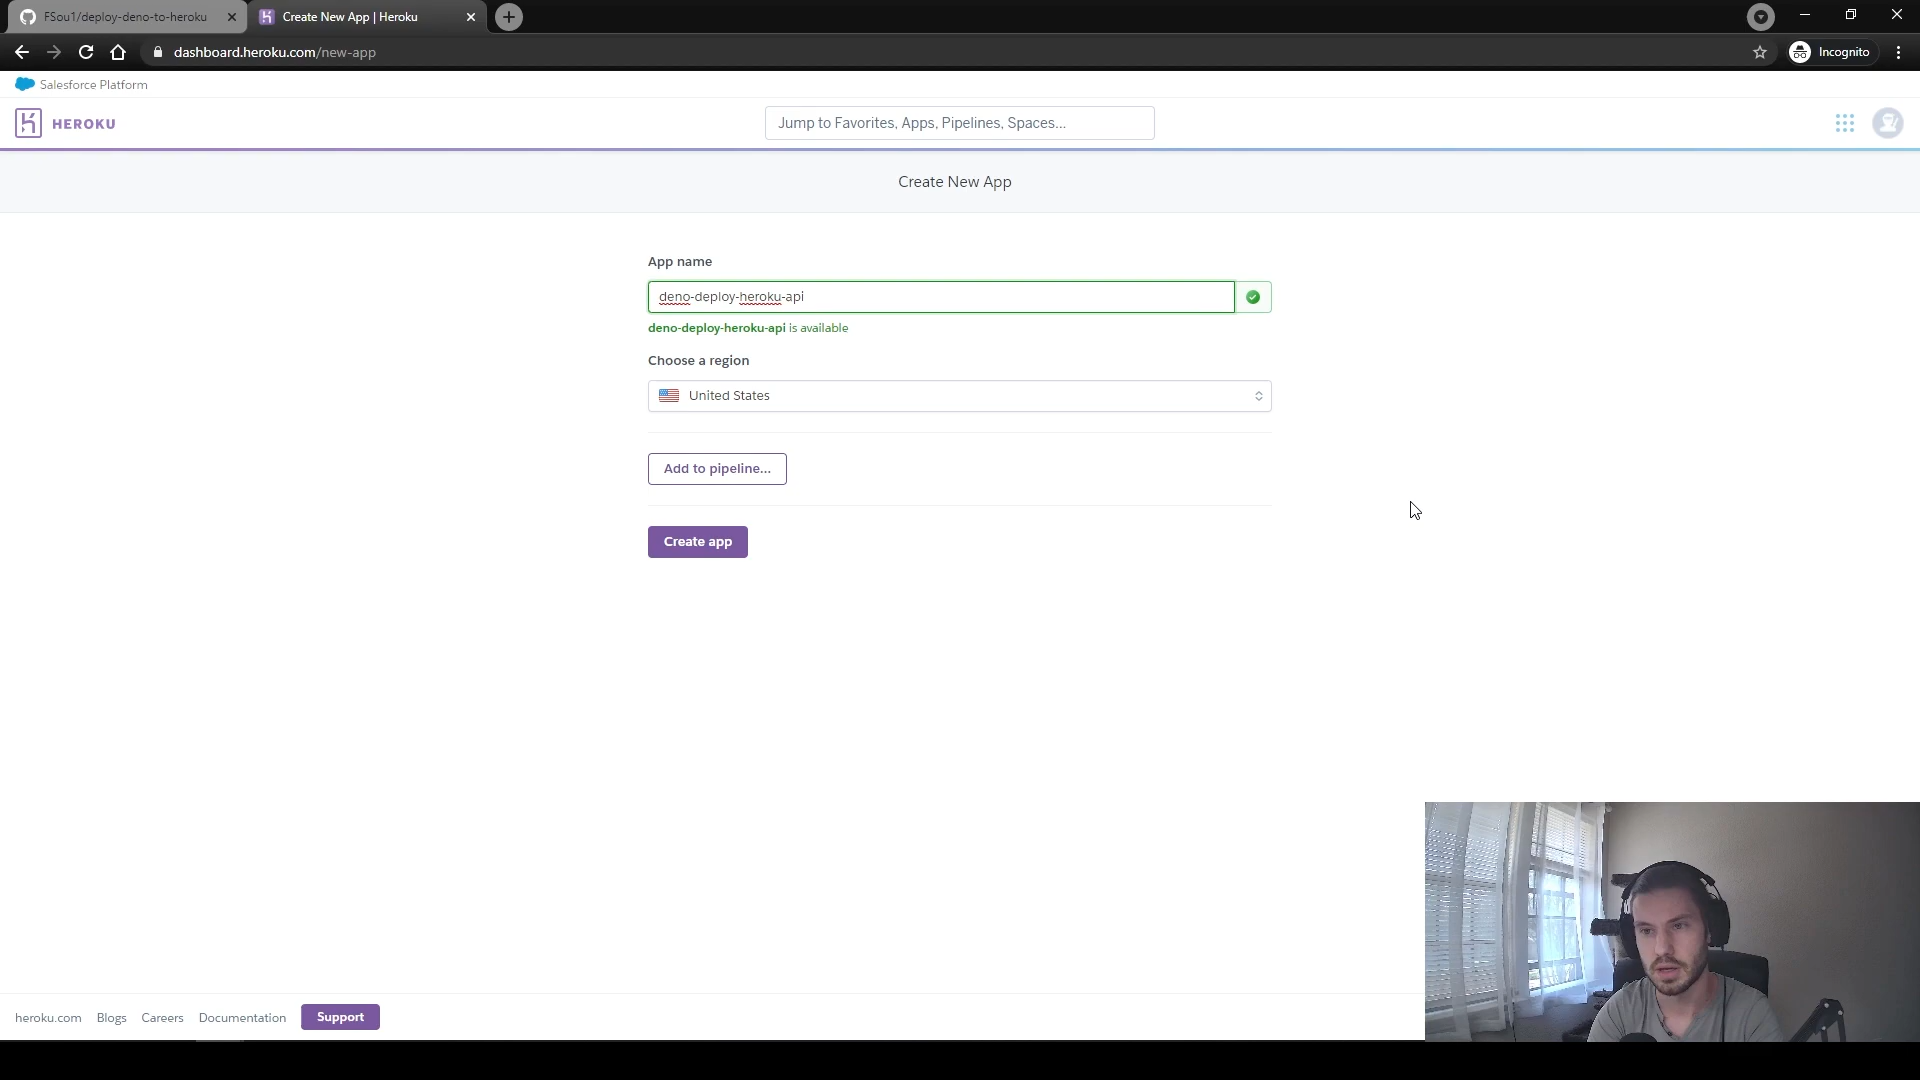 FSou1/deploy-deno-to-heroku
Create New App | Heroku
dashboard.heroku.com/new-app
Incognito
Salesforce Platform
HEROKU
Jump to Favorites, Apps, Pipelines, Spaces...
Create New App
App name
deno-deploy-heroku-api
deno-deploy-heroku-api is available
Choose a region
United States
Add to pipeline...
Create app
heroku.com
Blogs
Careers
Documentation
Support